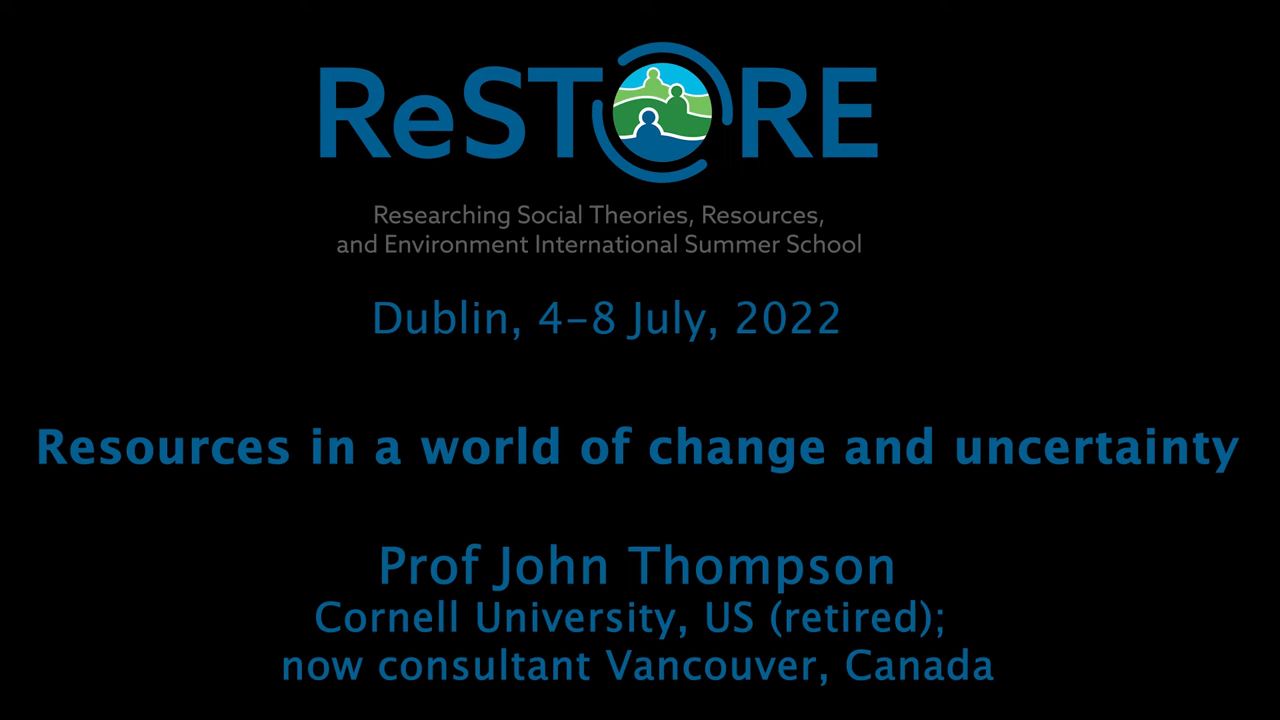 ReSTORE
Researching Social Theories, Resources,
and Environment International Summer School
Dublin, 4-8 July, 2022
Resources in a world of change and uncertainty
Prof John Thompson
Cornell University, US (retired);
now consultant Vancouver, Canada